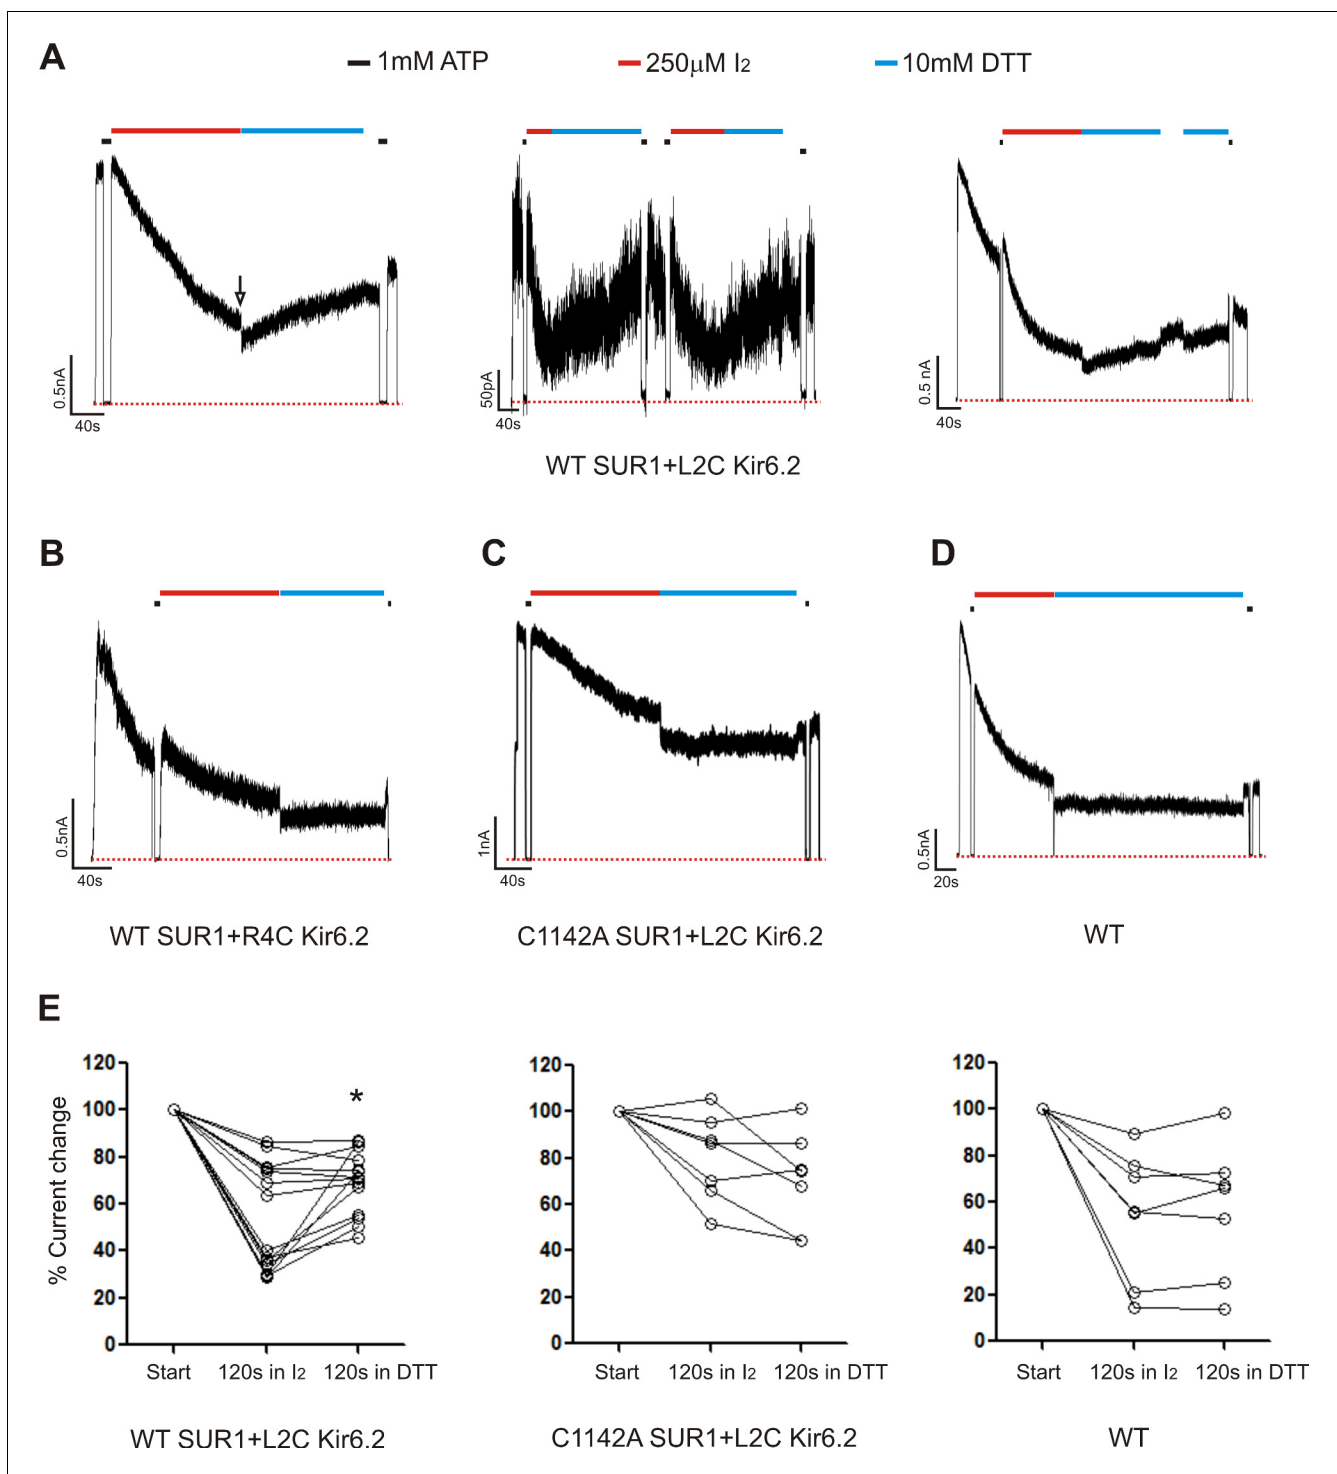 A
1mM ATP
250μM I2
10mM DTT
0.5nA
40s
50pA
40s
0.5 nA
40s
WT SUR1+L2C Kir6.2
B
C
D
0.5nA
40s
1nA
40s
0.5nA
20s
WT SUR1+R4C Kir6.2
C1142A SUR1+L2C Kir6.2
WT
E
% Current change
120
100
80
60
40
20
0
*
Start
120s in I2
120s in DTT
WT SUR1+L2C Kir6.2
120
100
80
60
40
20
0
Start
120s in I2
120s in DTT
C1142A SUR1+L2C Kir6.2
120
100
80
60
40
20
0
Start
120s in I2
120s in DTT
WT